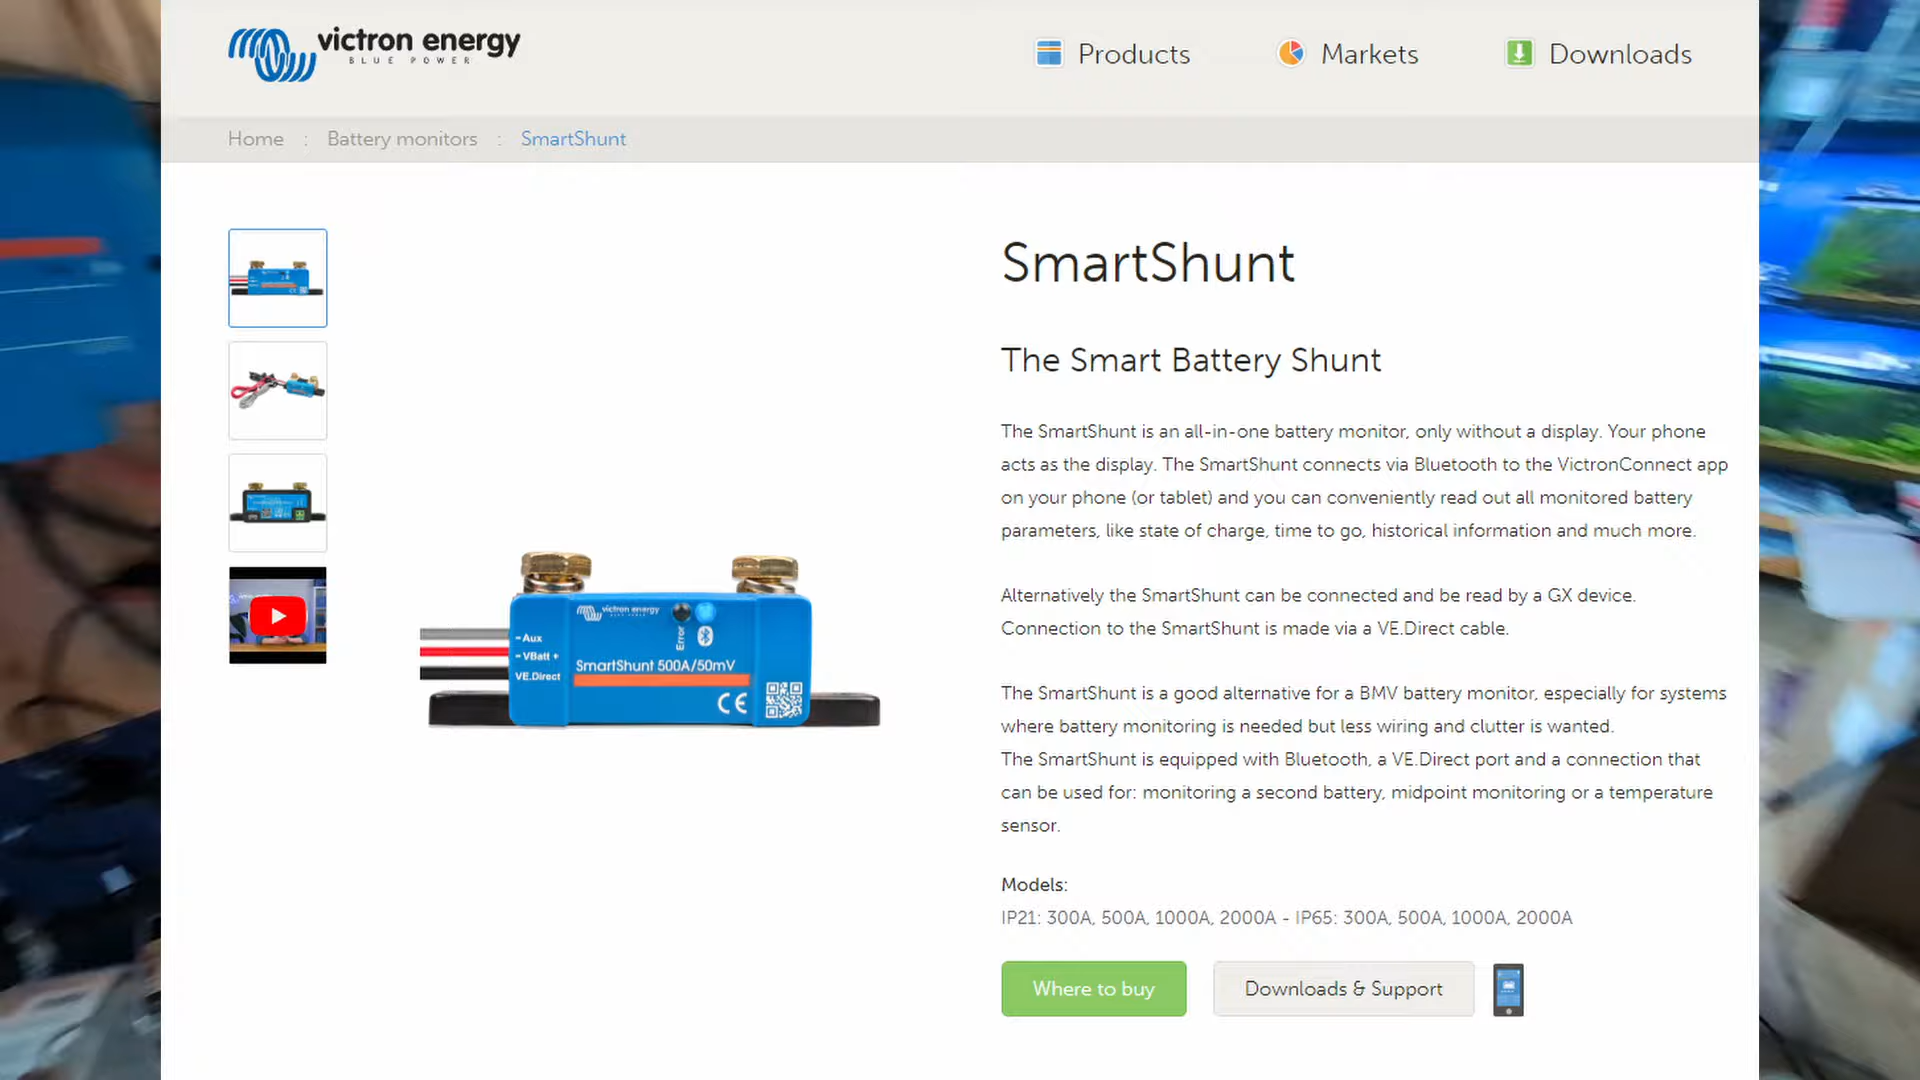 victron energy
BLUE POWER
Products
Markets
Downloads
Home : Battery monitors : SmartShunt
SmartShunt
The Smart Battery Shunt
The SmartShunt is an all-in-one battery monitor, only without a display. Your phone
acts as the display. The SmartShunt connects via Bluetooth to the VictronConnect app
on your phone (or tablet) and you can conveniently read out all monitored battery
parameters, like state of charge, time to go, historical information and much more.
Alternatively the SmartShunt can be connected and be read by a GX device.
Connection to the SmartShunt is made via a VE.Direct cable.
The SmartShunt is a good alternative for a BMV battery monitor, especially for systems
where battery monitoring is needed but less wiring and clutter is wanted.
The SmartShunt is equipped with Bluetooth, a VE.Direct port and a connection that
can be used for: monitoring a second battery, midpoint monitoring or a temperature
sensor.
Models:
IP21: 300A, 500A, 1000A, 2000A - IP65: 300A, 500A, 1000A, 2000A
Where to buy
Downloads & Support
victron energy
- Aux
- VBatt +
VE.Direct
Error
SmartShunt 500A/50mV
CE